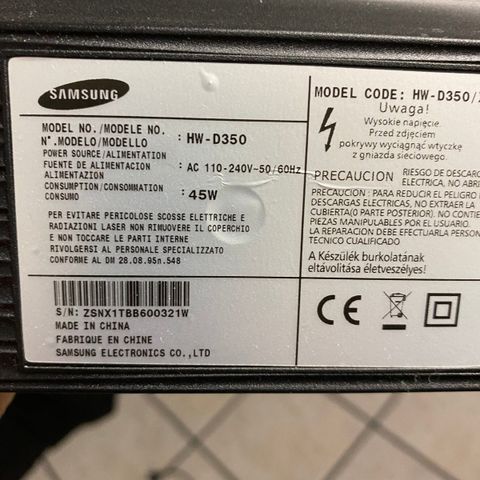 SAMSUNG
MODEL NO./MODELE NO.
N°.MODELO/MODELLO : HW-D350
POWER SOURCE/ALIMENTATION
FUENTE DE ALIMENTACION : AC 110-240V~50/60Hz
ALIMENTAZION
CONSUMPTION/CONSOMMATION
CONSUMO : 45W
PER EVITARE PERICOLOSE SCOSSE ELETTRICHE E
RADIAZIONI LASER NON RIMUOVERE IL COPERCHIO
E NON TOCCARE LE PARTI INTERNE
RIVOLGERSI AL PERSONALE SPECIALIZZATO
CONFORME AL DM 28.08.95n.548
S/N: ZSNX1TBB600321W
MADE IN CHINA
FABRIQUE EN CHINE
SAMSUNG ELECTRONICS CO.,LTD
MODEL CODE: HW-D350/
Uwaga!
Wysokie napięcie.
Przed zdjęciem
pokrywy wyciągnąć wtyczkę
z gniazda sieciowego.
PRECAUCION
RIESGO DE DESCARG
ELECTRICA, NO ABRI
PRECAUCION : PARA REDUCIR EL PELIGRO
DESCARGAS ELECTRICAS, NO EXTRAER LA
CUBIERTA(O PARTE POSTERIOR). NO CONTIE
PIEZAS MANIPULABLES POR EL USUARIO.
LA REPARACION DEBE EFECTUARLA PERSON
TECNICO CUALIFICADO
A Készülék burkolatának
eltávolítása életveszélyes!
CE